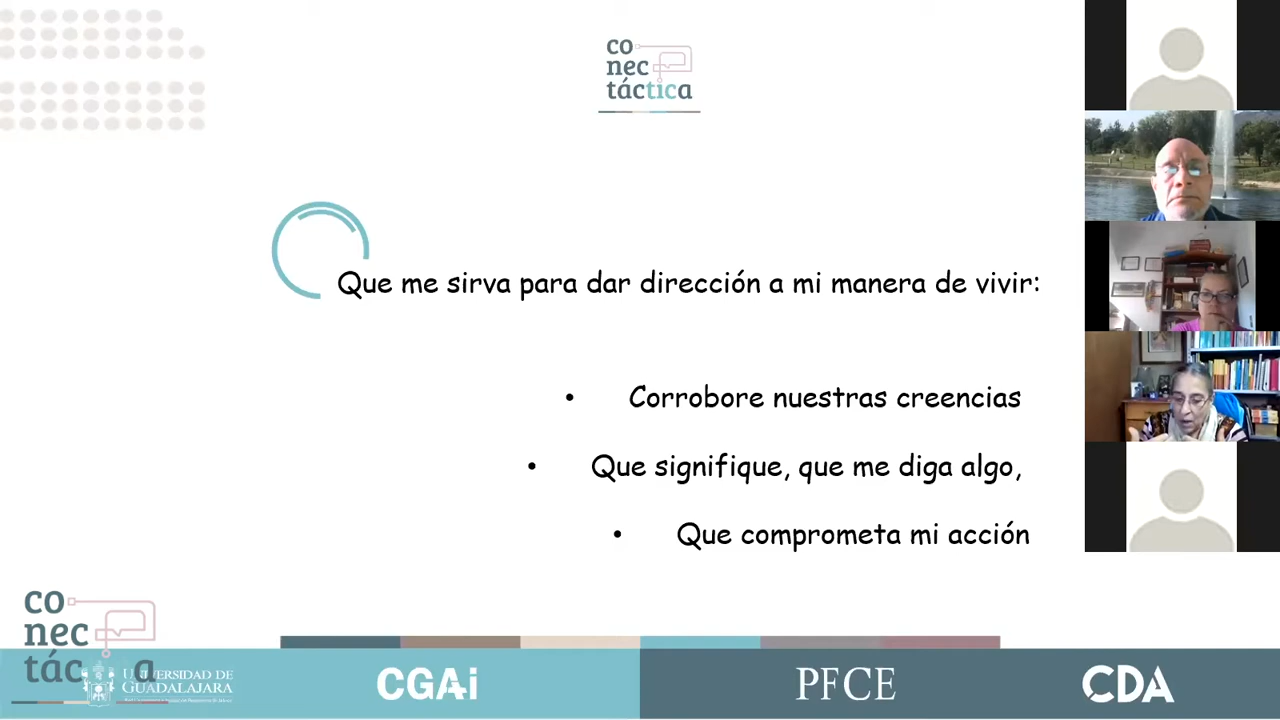 co
nec
táctica
Que me sirva para dar dirección a mi manera de vivir:
• Corrobore nuestras creencias
• Que signifique, que me diga algo,
• Que comprometa mi acción
co
nec
tác a
UNIVERSIDAD DE
GUADALAJARA
CGAi
PFCE
CDA